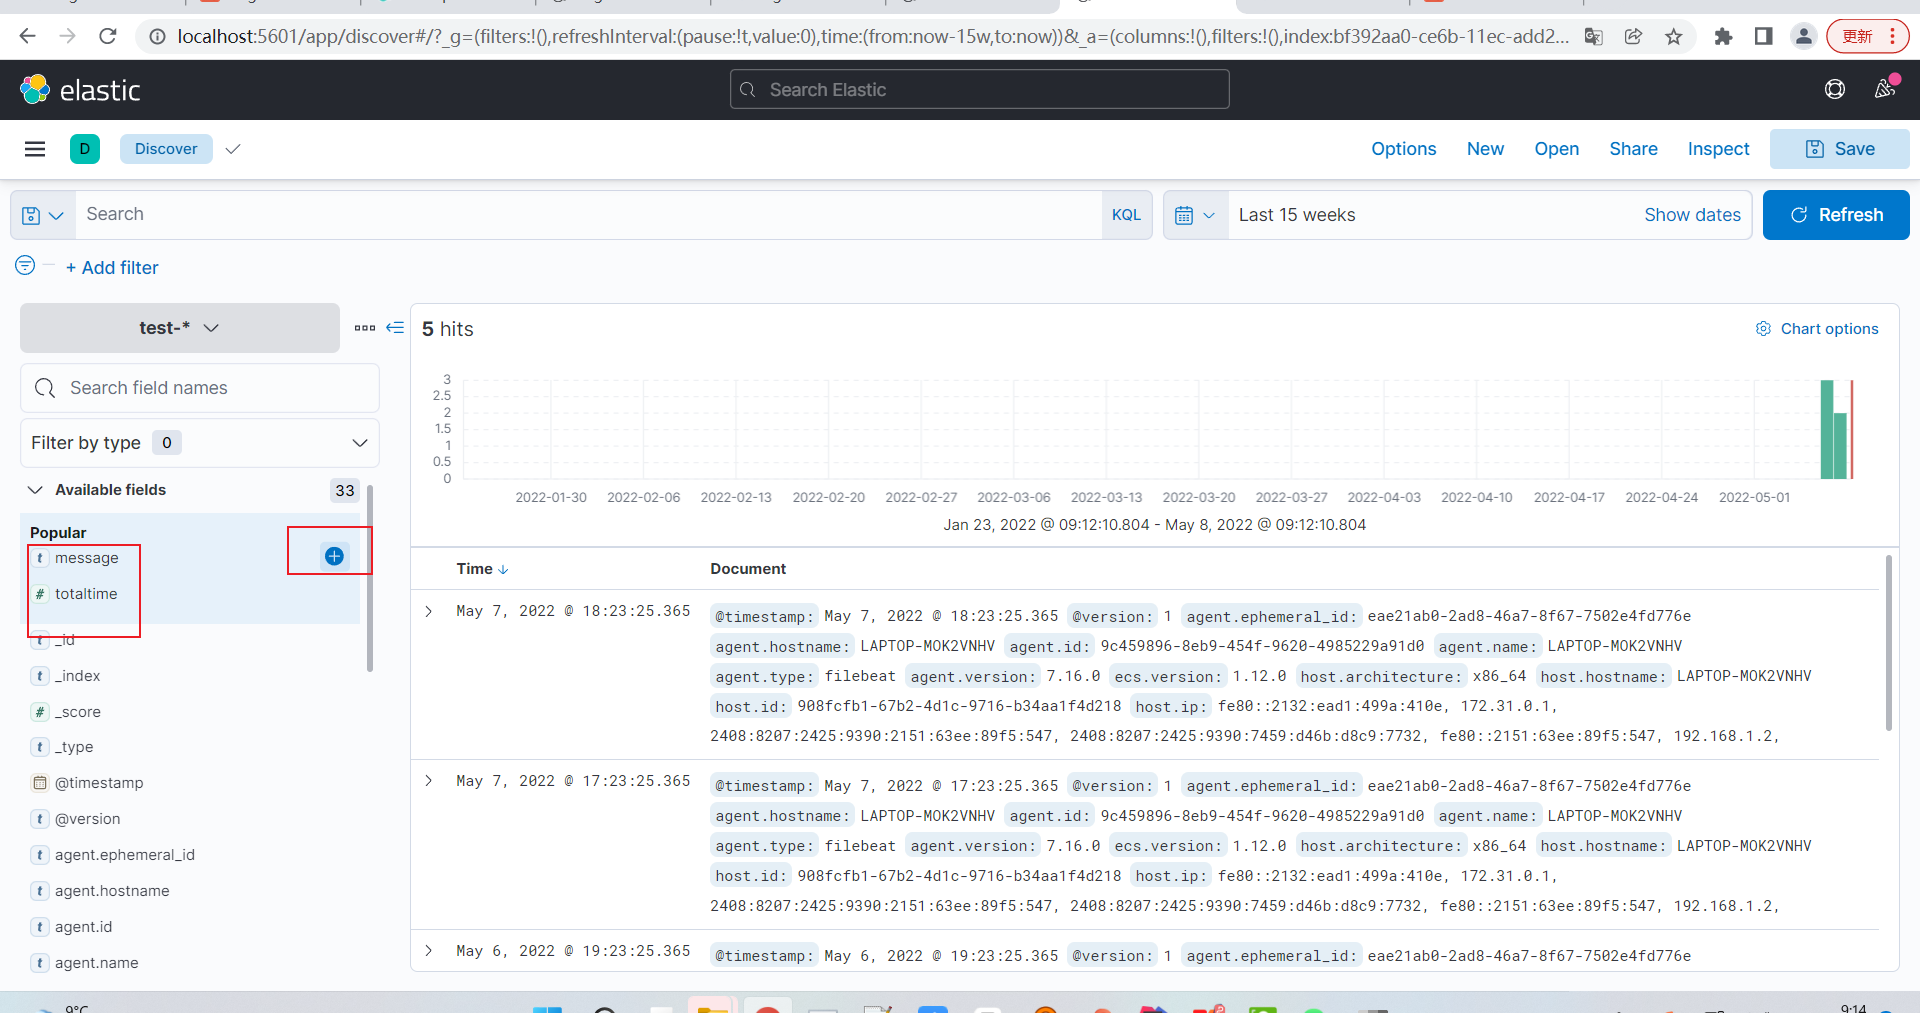 localhost:5601/app/discover#/?_g=(filters:!(),refreshInterval:(pause:!t,value:0),time:(from:now-15w,to:now))&_a=(columns:!(),filters:!(),index:bf392aa0-ce6b-11ec-add2...
更新
elastic
Search Elastic
D
Discover
Options
New
Open
Share
Inspect
Save
Search
KQL
Last 15 weeks
Show dates
Refresh
+ Add filter
test-*
Search field names
Filter by type 0
Available fields 33
Popular
t message
# totaltime
t _id
t _index
# _score
t _type
@timestamp
t @version
t agent.ephemeral_id
t agent.hostname
t agent.id
t agent.name
5 hits
Chart options
3
2.5
2
1.5
1
0.5
0
2022-01-30 2022-02-06 2022-02-13 2022-02-20 2022-02-27 2022-03-06 2022-03-13 2022-03-20 2022-03-27 2022-04-03 2022-04-10 2022-04-17 2022-04-24 2022-05-01
Jan 23, 2022 @ 09:12:10.804 - May 8, 2022 @ 09:12:10.804
Time Document
May 7, 2022 @ 18:23:25.365 @timestamp: May 7, 2022 @ 18:23:25.365 @version: 1 agent.ephemeral_id: eae21ab0-2ad8-46a7-8f67-7502e4fd776e
agent.hostname: LAPTOP-MOK2VNHV agent.id: 9c459896-8eb9-454f-9620-4985229a91d0 agent.name: LAPTOP-MOK2VNHV
agent.type: filebeat agent.version: 7.16.0 ecs.version: 1.12.0 host.architecture: x86_64 host.hostname: LAPTOP-MOK2VNHV
host.id: 908fcfb1-67b2-4d1c-9716-b34aa1f4d218 host.ip: fe80::2132:ead1:499a:410e, 172.31.0.1,
2408:8207:2425:9390:2151:63ee:89f5:547, 2408:8207:2425:9390:7459:d46b:d8c9:7732, fe80::2151:63ee:89f5:547, 192.168.1.2,
May 7, 2022 @ 17:23:25.365 @timestamp: May 7, 2022 @ 17:23:25.365 @version: 1 agent.ephemeral_id: eae21ab0-2ad8-46a7-8f67-7502e4fd776e
agent.hostname: LAPTOP-MOK2VNHV agent.id: 9c459896-8eb9-454f-9620-4985229a91d0 agent.name: LAPTOP-MOK2VNHV
agent.type: filebeat agent.version: 7.16.0 ecs.version: 1.12.0 host.architecture: x86_64 host.hostname: LAPTOP-MOK2VNHV
host.id: 908fcfb1-67b2-4d1c-9716-b34aa1f4d218 host.ip: fe80::2132:ead1:499a:410e, 172.31.0.1,
2408:8207:2425:9390:2151:63ee:89f5:547, 2408:8207:2425:9390:7459:d46b:d8c9:7732, fe80::2151:63ee:89f5:547, 192.168.1.2,
May 6, 2022 @ 19:23:25.365 @timestamp: May 6, 2022 @ 19:23:25.365 @version: 1 agent.ephemeral_id: eae21ab0-2ad8-46a7-8f67-7502e4fd776e
9°C
9:14